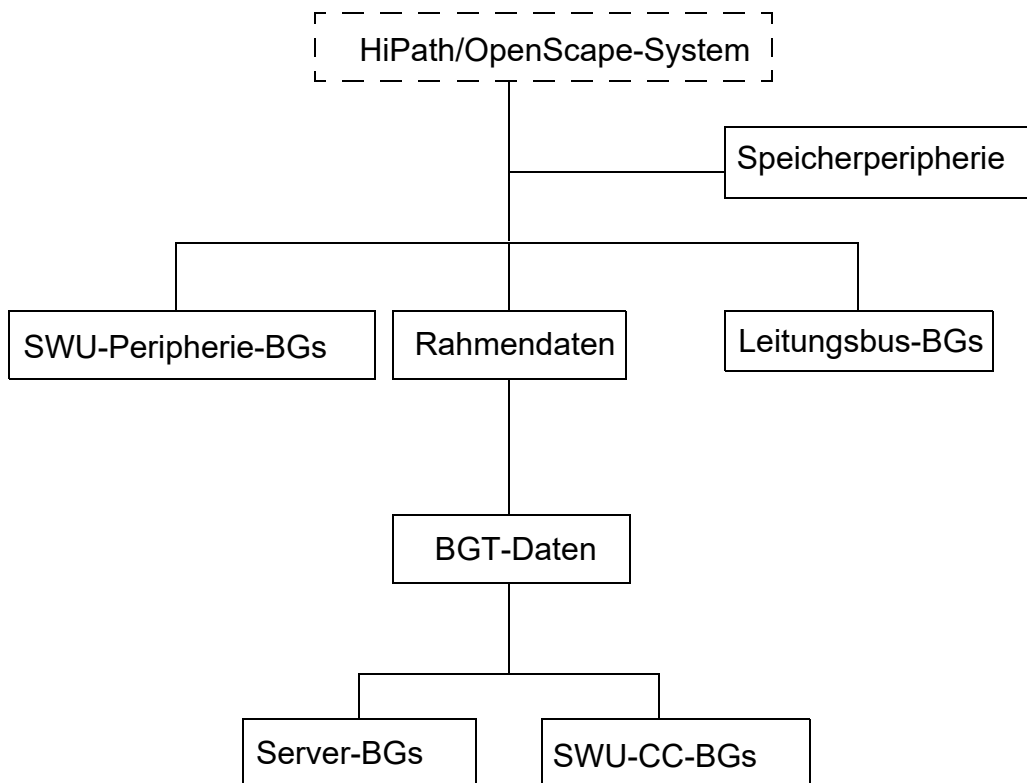 HiPath/OpenScape-System
Speicherperipherie
SWU-Peripherie-BGs
Rahmendaten
Leitungsbus-BGs
BGT-Daten
Server-BGs
SWU-CC-BGs